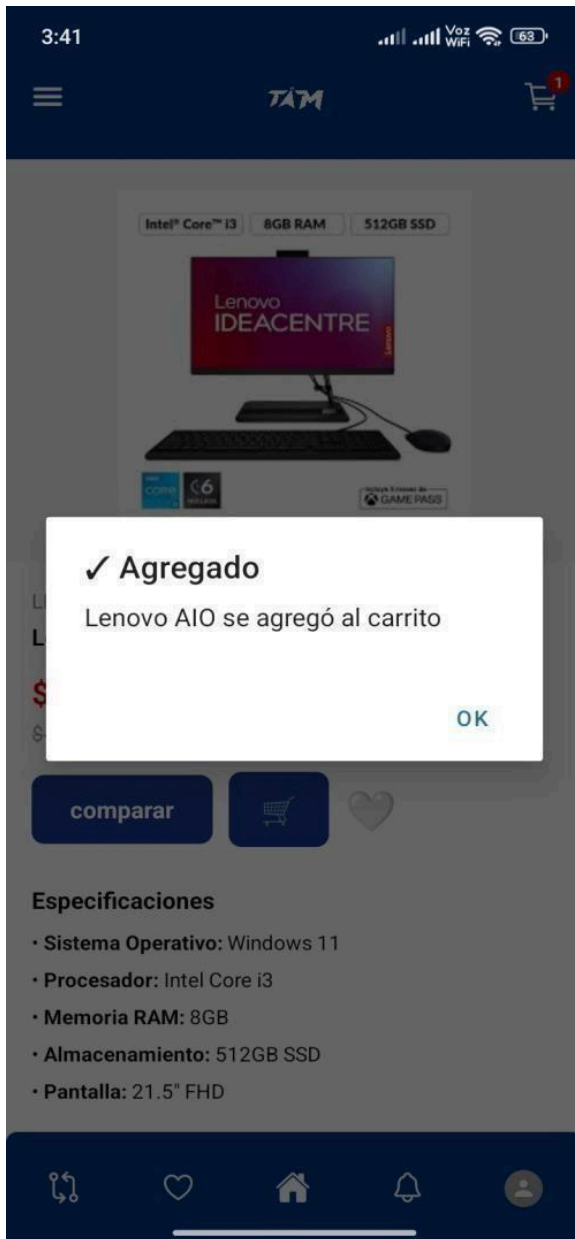 3:41
Voz
WiFi
63
TAM
1
Intel® Core™ i3 8GB RAM 512GB SSD
Lenovo
IDEACENTRE
Lenovo
CORE
6
GAME PASS
✓ Agregado
Lenovo AIO se agregó al carrito
L
L
$
$
OK
comparar
Especificaciones
• Sistema Operativo: Windows 11
• Procesador: Intel Core i3
• Memoria RAM: 8GB
• Almacenamiento: 512GB SSD
• Pantalla: 21.5" FHD